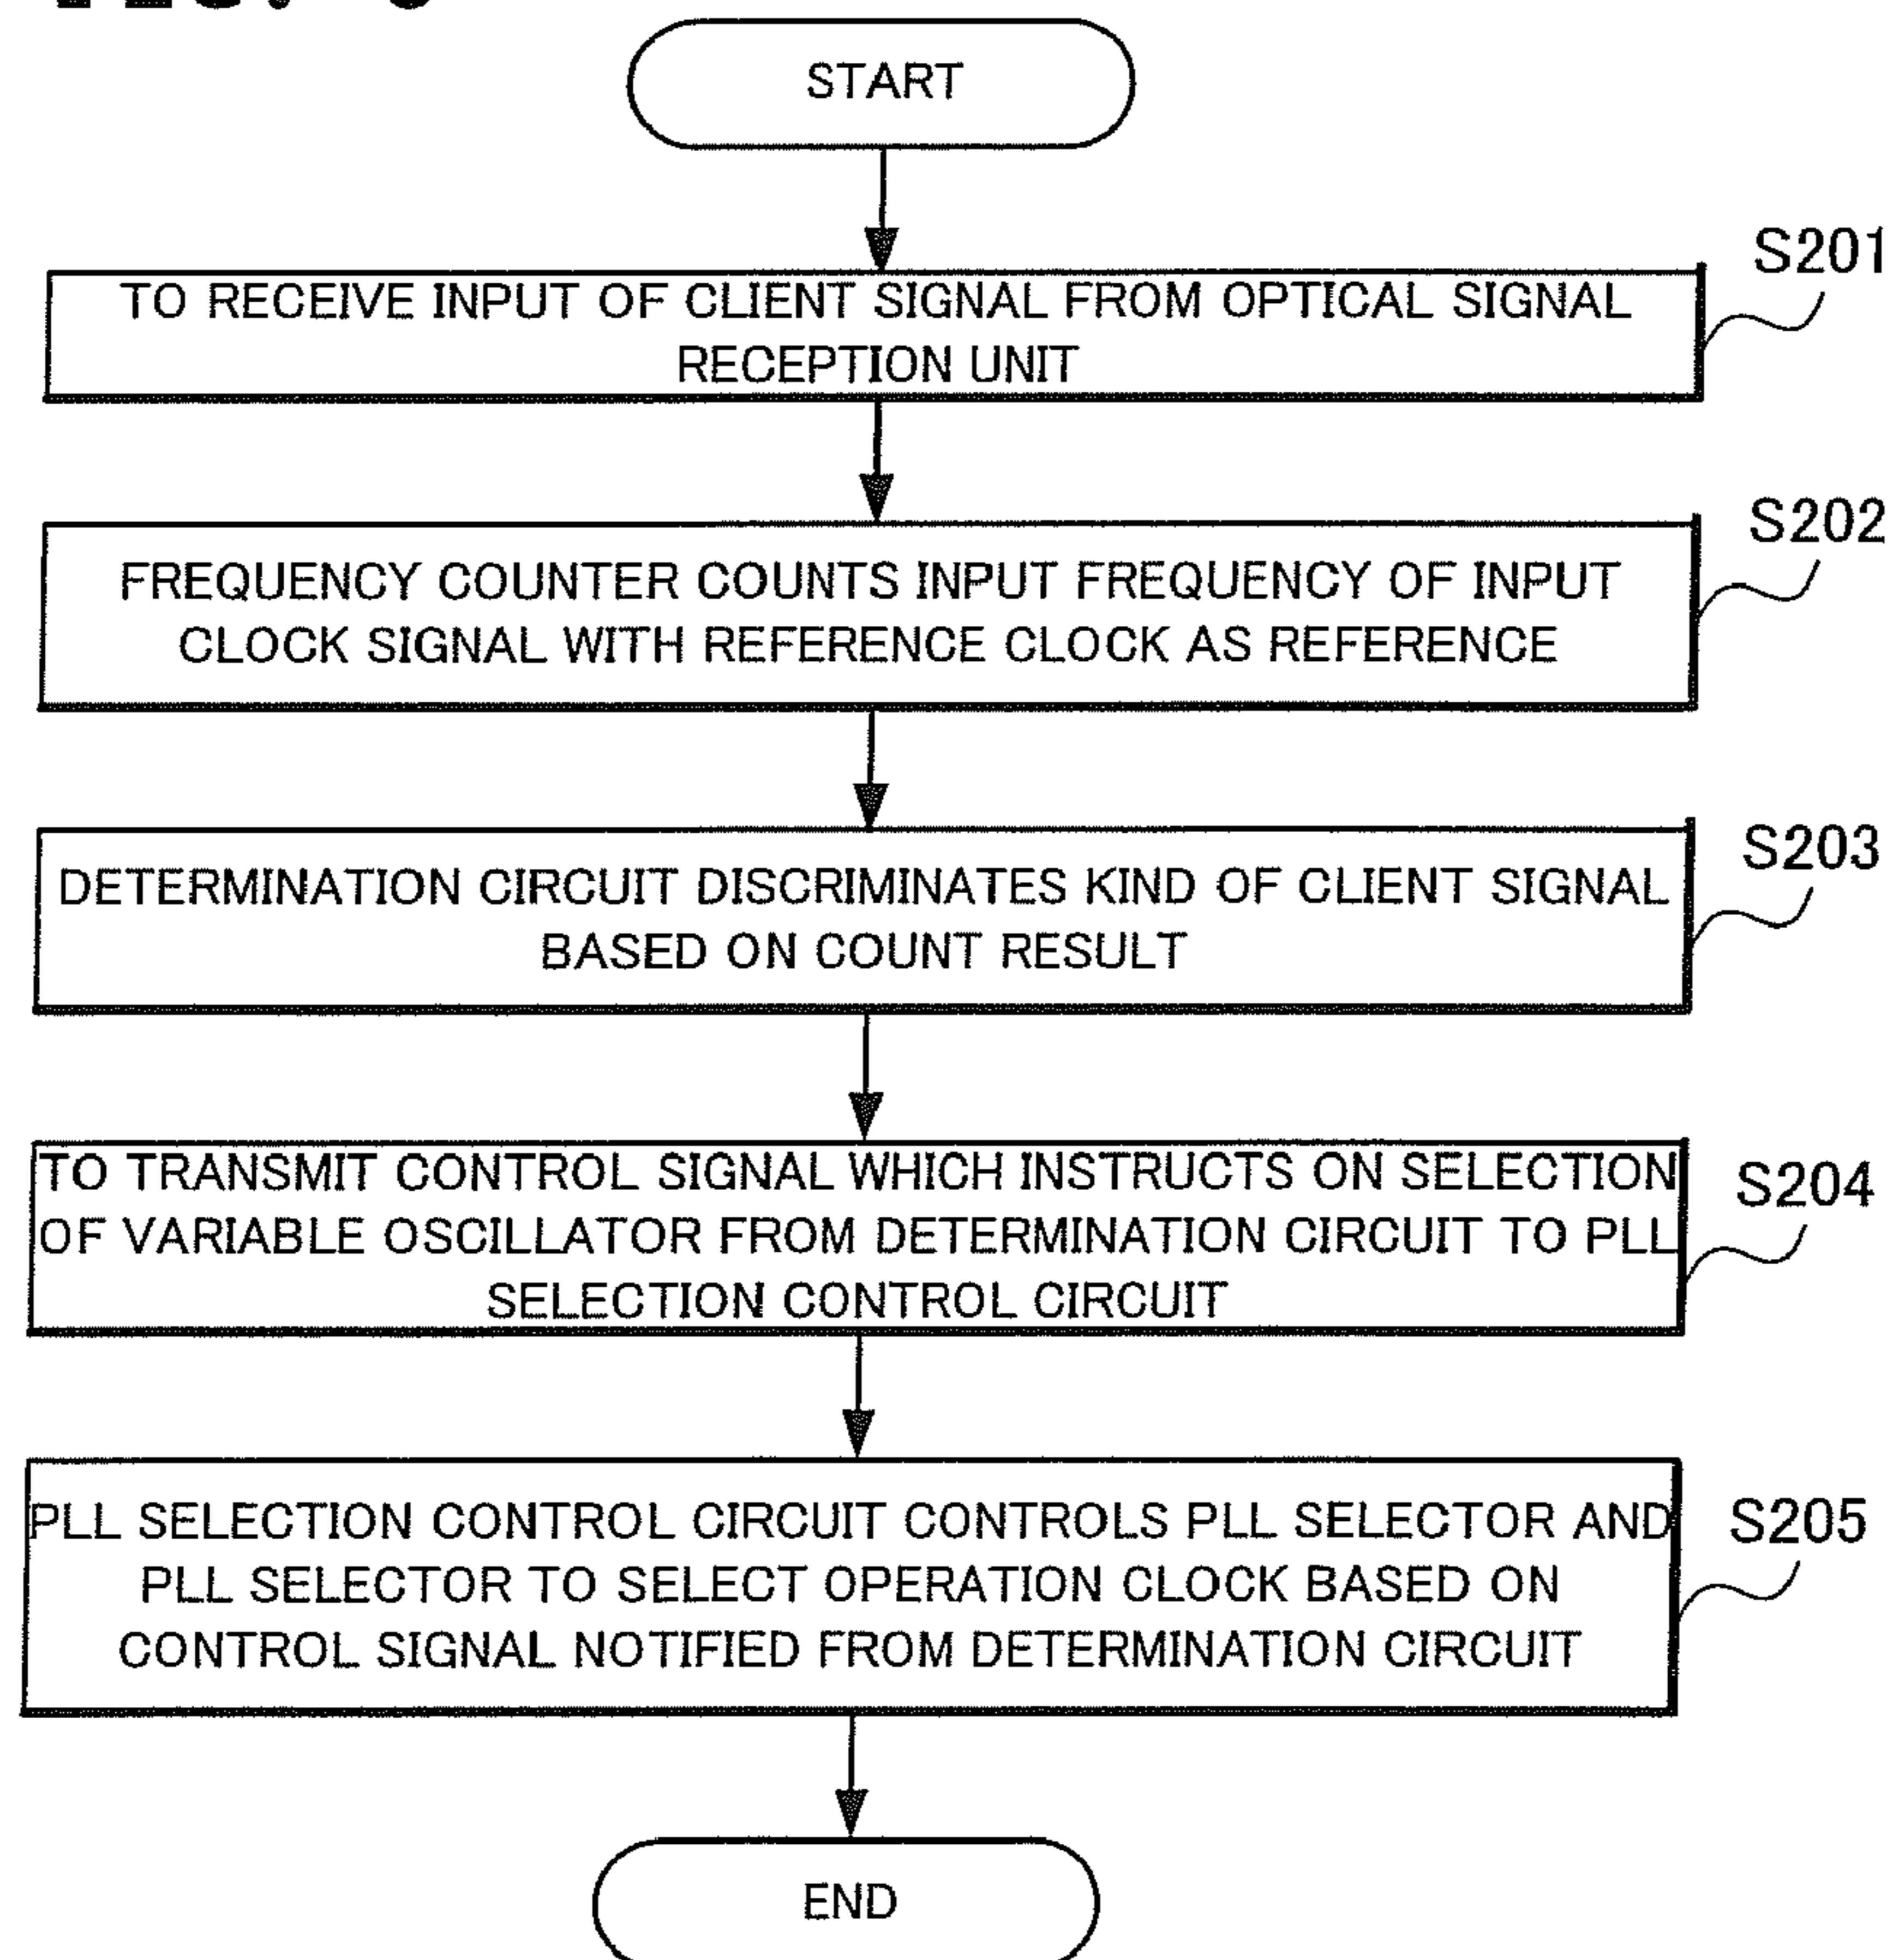 START
S201
TO RECEIVE INPUT OF CLIENT SIGNAL FROM OPTICAL SIGNAL
RECEPTION UNIT
S202
FREQUENCY COUNTER COUNTS INPUT FREQUENCY OF INPUT
CLOCK SIGNAL WITH REFERENCE CLOCK AS REFERENCE
S203
DETERMINATION CIRCUIT DISCRIMINATES KIND OF CLIENT SIGNAL
BASED ON COUNT RESULT
S204
TO TRANSMIT CONTROL SIGNAL WHICH INSTRUCTS ON SELECTION
OF VARIABLE OSCILLATOR FROM DETERMINATION CIRCUIT TO PLL
SELECTION CONTROL CIRCUIT
S205
PLL SELECTION CONTROL CIRCUIT CONTROLS PLL SELECTOR AND
PLL SELECTOR TO SELECT OPERATION CLOCK BASED ON
CONTROL SIGNAL NOTIFIED FROM DETERMINATION CIRCUIT
END